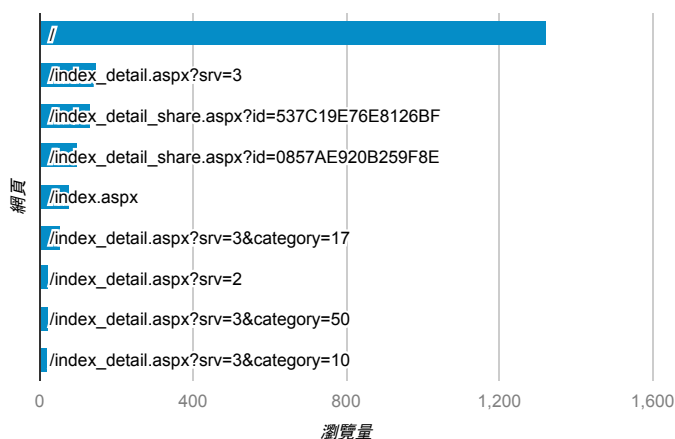 /
/index_detail.aspx?srv=3
/index_detail_share.aspx?id=537C19E76E8126BF
/index_detail_share.aspx?id=0857AE920B259F8E
/index.aspx
/index_detail.aspx?srv=3&category=17
/index_detail.aspx?srv=2
/index_detail.aspx?srv=3&category=50
/index_detail.aspx?srv=3&category=10
網頁
0 400 800 1,200 1,600
瀏覽量